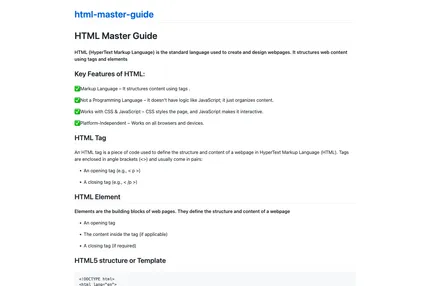 html-master-guide
HTML Master Guide
HTML (HyperText Markup Language) is the standard language used to create and design webpages. It structures web content
using tags and elements
Key Features of HTML:
✅Markup Language – It structures content using tags .
✅Not a Programming Language – It doesn't have logic like JavaScript; it just organizes content.
✅Works with CSS & JavaScript – CSS styles the page, and JavaScript makes it interactive.
✅Platform-Independent – Works on all browsers and devices.
HTML Tag
An HTML tag is a piece of code used to define the structure and content of a webpage in HyperText Markup Language (HTML). Tags
are enclosed in angle brackets (<>) and usually come in pairs:
• An opening tag (e.g., < p >)
• A closing tag (e.g., < /p >)
HTML Element
Elements are the building blocks of web pages. They define the structure and content of a webpage
• An opening tag
• The content inside the tag (if applicable)
• A closing tag (if required)
HTML5 structure or Template
<!DOCTYPE html>
<html lang="en">